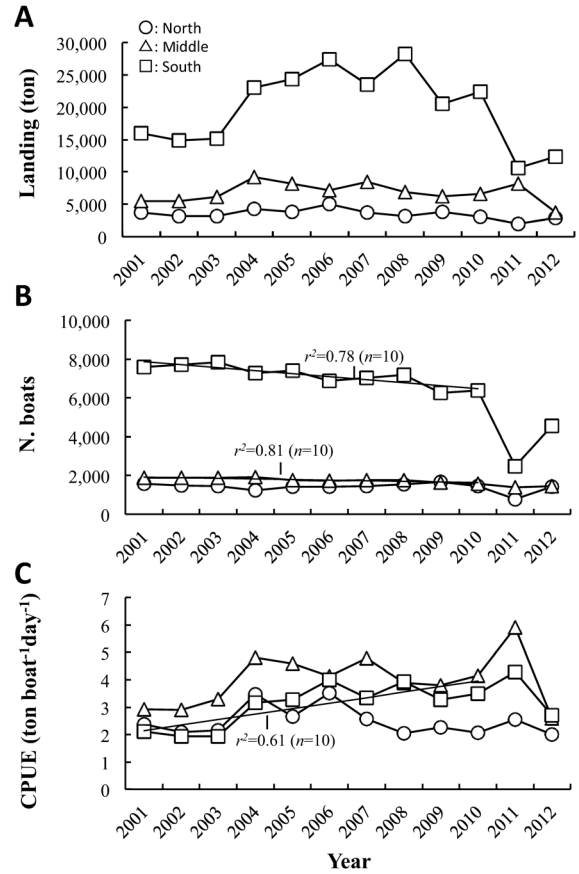 A
: North
: Middle
: South
Landing (ton)
30,000
25,000
20,000
15,000
10,000
5,000
0
2001 2002 2003 2004 2005 2006 2007 2008 2009 2010 2011 2012
B
N. boats
10,000
8,000
6,000
4,000
2,000
0
r²=0.78 (n=10)
r²=0.81 (n=10)
2001 2002 2003 2004 2005 2006 2007 2008 2009 2010 2011 2012
C
CPUE (ton boat⁻¹day⁻¹)
7
6
5
4
3
2
1
0
r²=0.61 (n=10)
2001 2002 2003 2004 2005 2006 2007 2008 2009 2010 2011 2012
Year